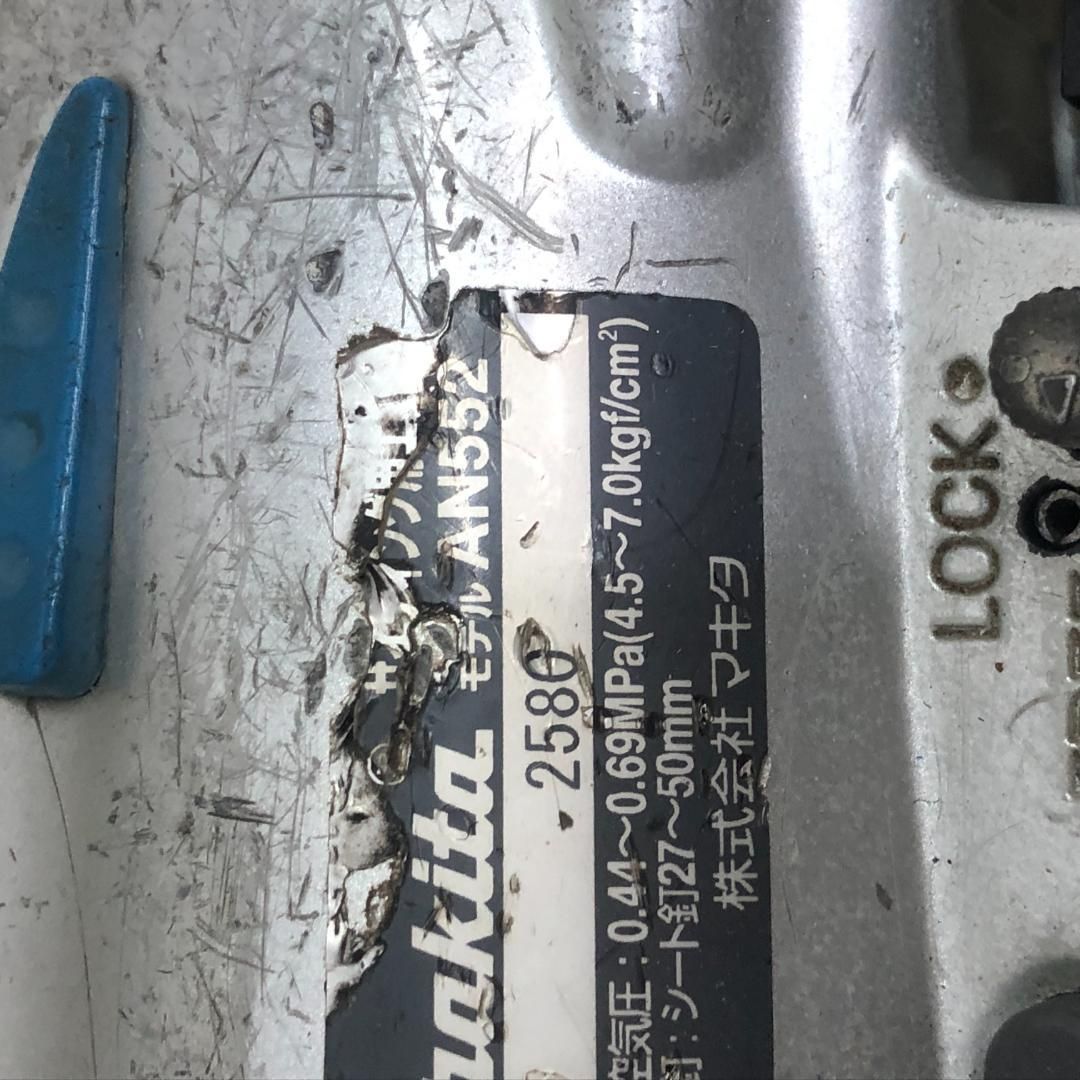 makita
モデル AN552
2580
空気圧：0.44〜0.69MPa(4.5〜7.0kgf/cm²)
釘：シート釘27〜50mm
株式会社 マキタ
LOCK